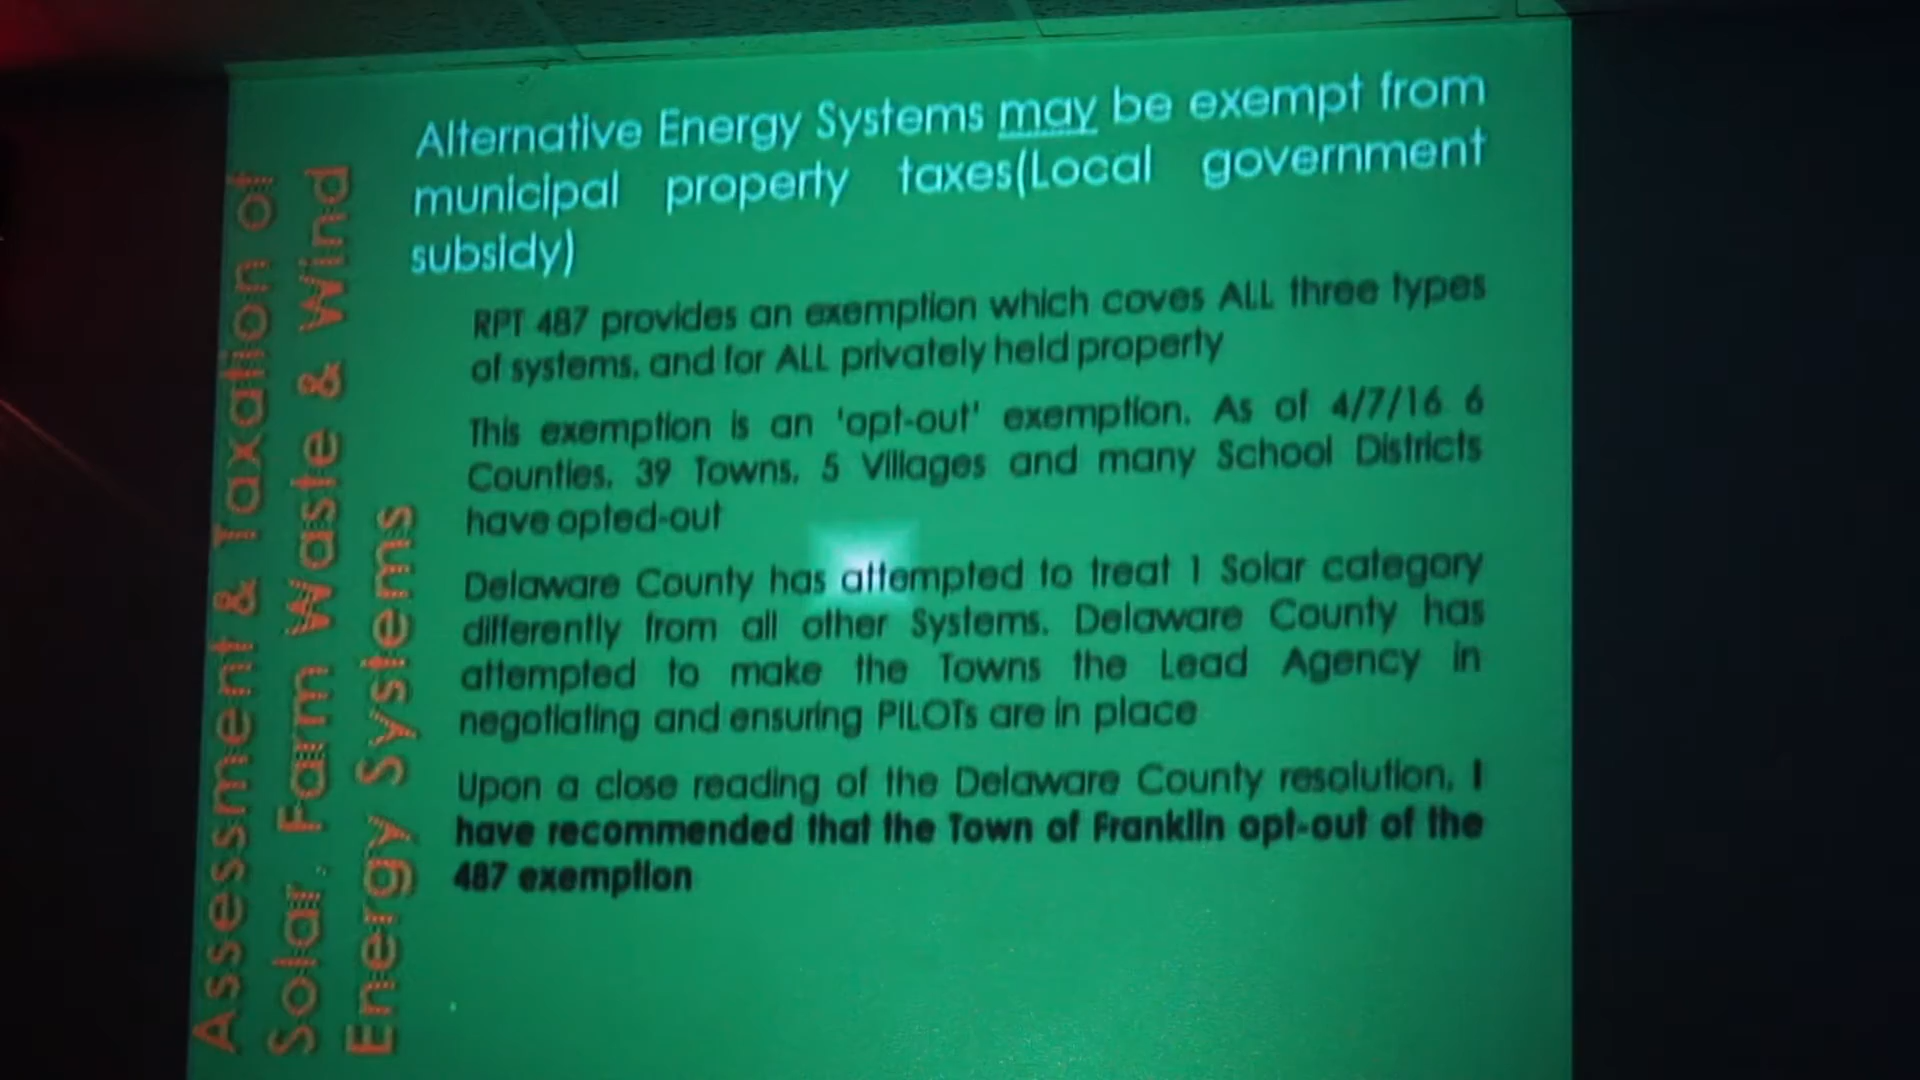 Assessment & Taxation of
Solar, Farm Waste & Wind
Energy Systems
Alternative Energy Systems may be exempt from
municipal property taxes(Local government
subsidy)
RPT 487 provides an exemption which coves ALL three types
of systems, and for ALL privately held property
This exemption is an 'opt-out' exemption. As of 4/7/16 6
Counties, 39 Towns, 5 Villages and many School Districts
have opted-out
Delaware County has attempted to treat 1 Solar category
differently from all other Systems. Delaware County has
attempted to make the Towns the Lead Agency in
negotiating and ensuring PILOTs are in place
Upon a close reading of the Delaware County resolution, I
have recommended that the Town of Franklin opt-out of the
487 exemption